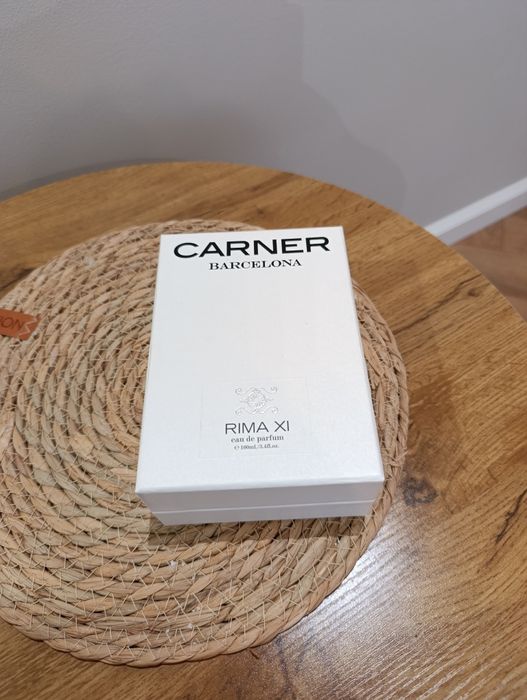 CARNER
BARCELONA
RIMA XI
eau de parfum
℮ 100mL/3.4fl.oz.